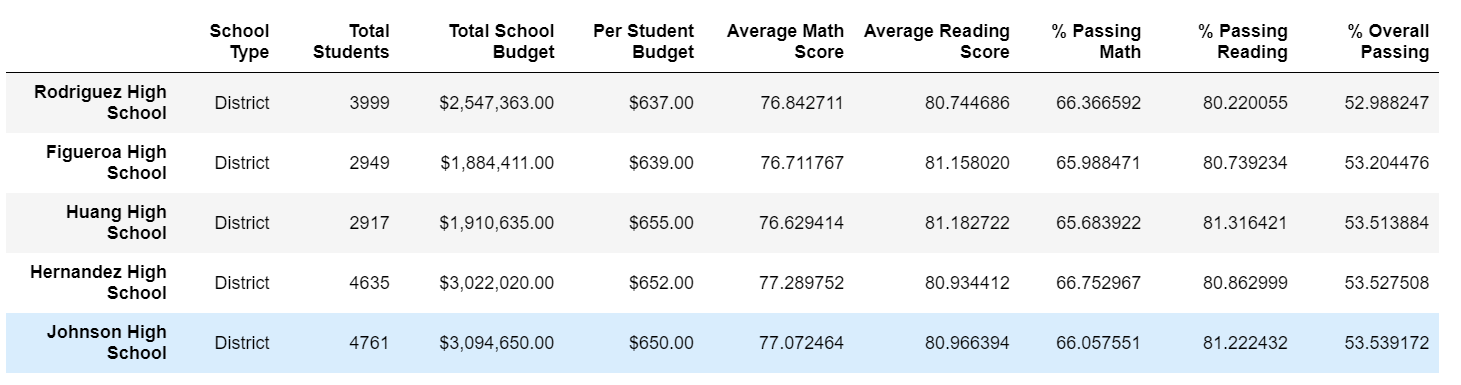 School Type Total Students Total School Budget Per Student Budget Average Math Score Average Reading Score % Passing Math % Passing Reading % Overall Passing
Rodriguez High School District 3999 $2,547,363.00 $637.00 76.842711 80.744686 66.366592 80.220055 52.988247
Figueroa High School District 2949 $1,884,411.00 $639.00 76.711767 81.158020 65.988471 80.739234 53.204476
Huang High School District 2917 $1,910,635.00 $655.00 76.629414 81.182722 65.683922 81.316421 53.513884
Hernandez High School District 4635 $3,022,020.00 $652.00 77.289752 80.934412 66.752967 80.862999 53.527508
Johnson High School District 4761 $3,094,650.00 $650.00 77.072464 80.966394 66.057551 81.222432 53.539172